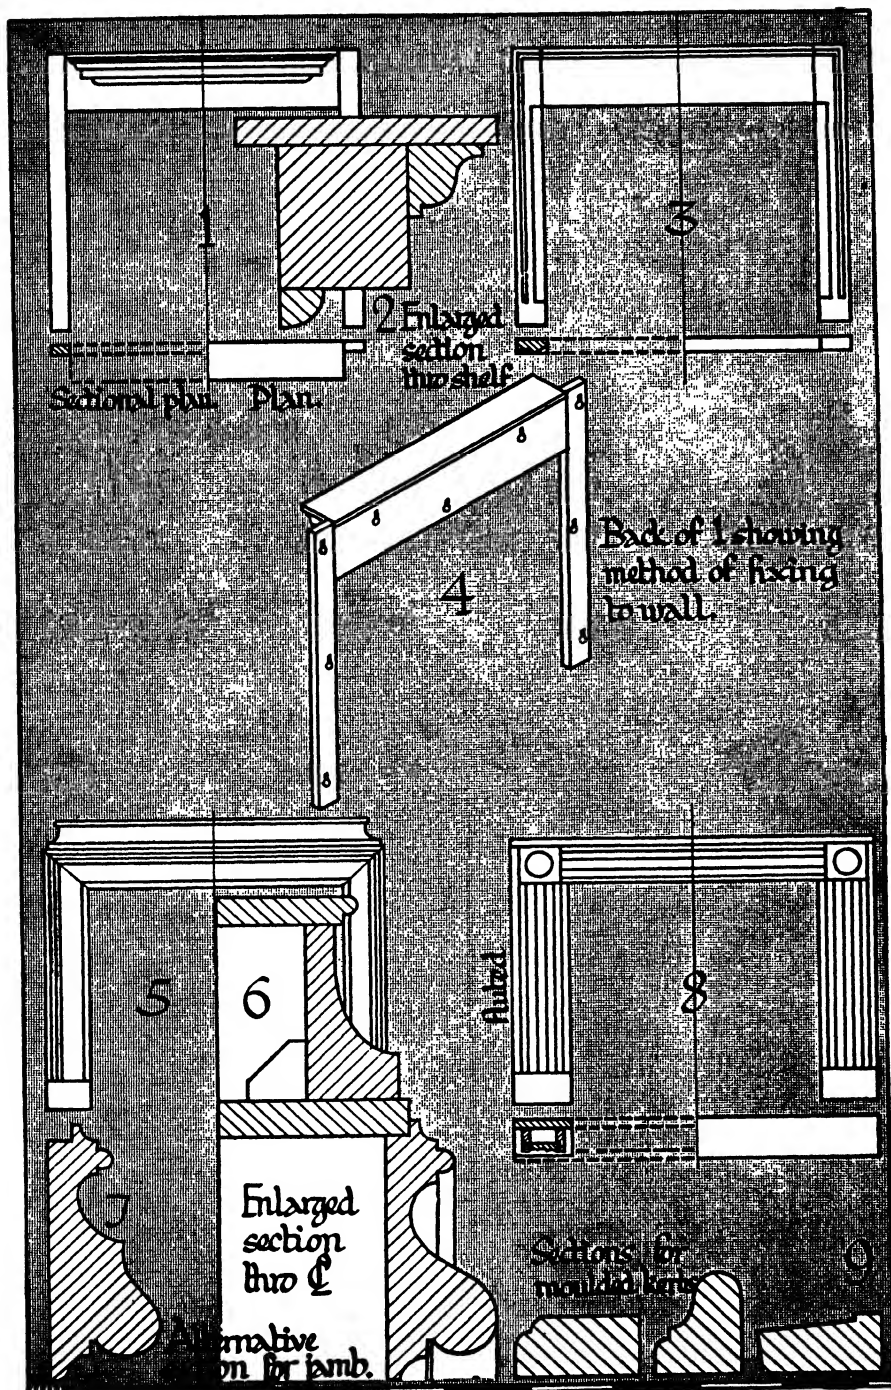 1
2 Enlarged
section
thro shelf
3
Sectional plan. Plan.
4
Back of 1 showing
method of fixing
to wall.
5
6
7
Enlarged
section
thro ℄
Alternative
section for jamb.
fluted
8
9
Sections for
moulded kerbs